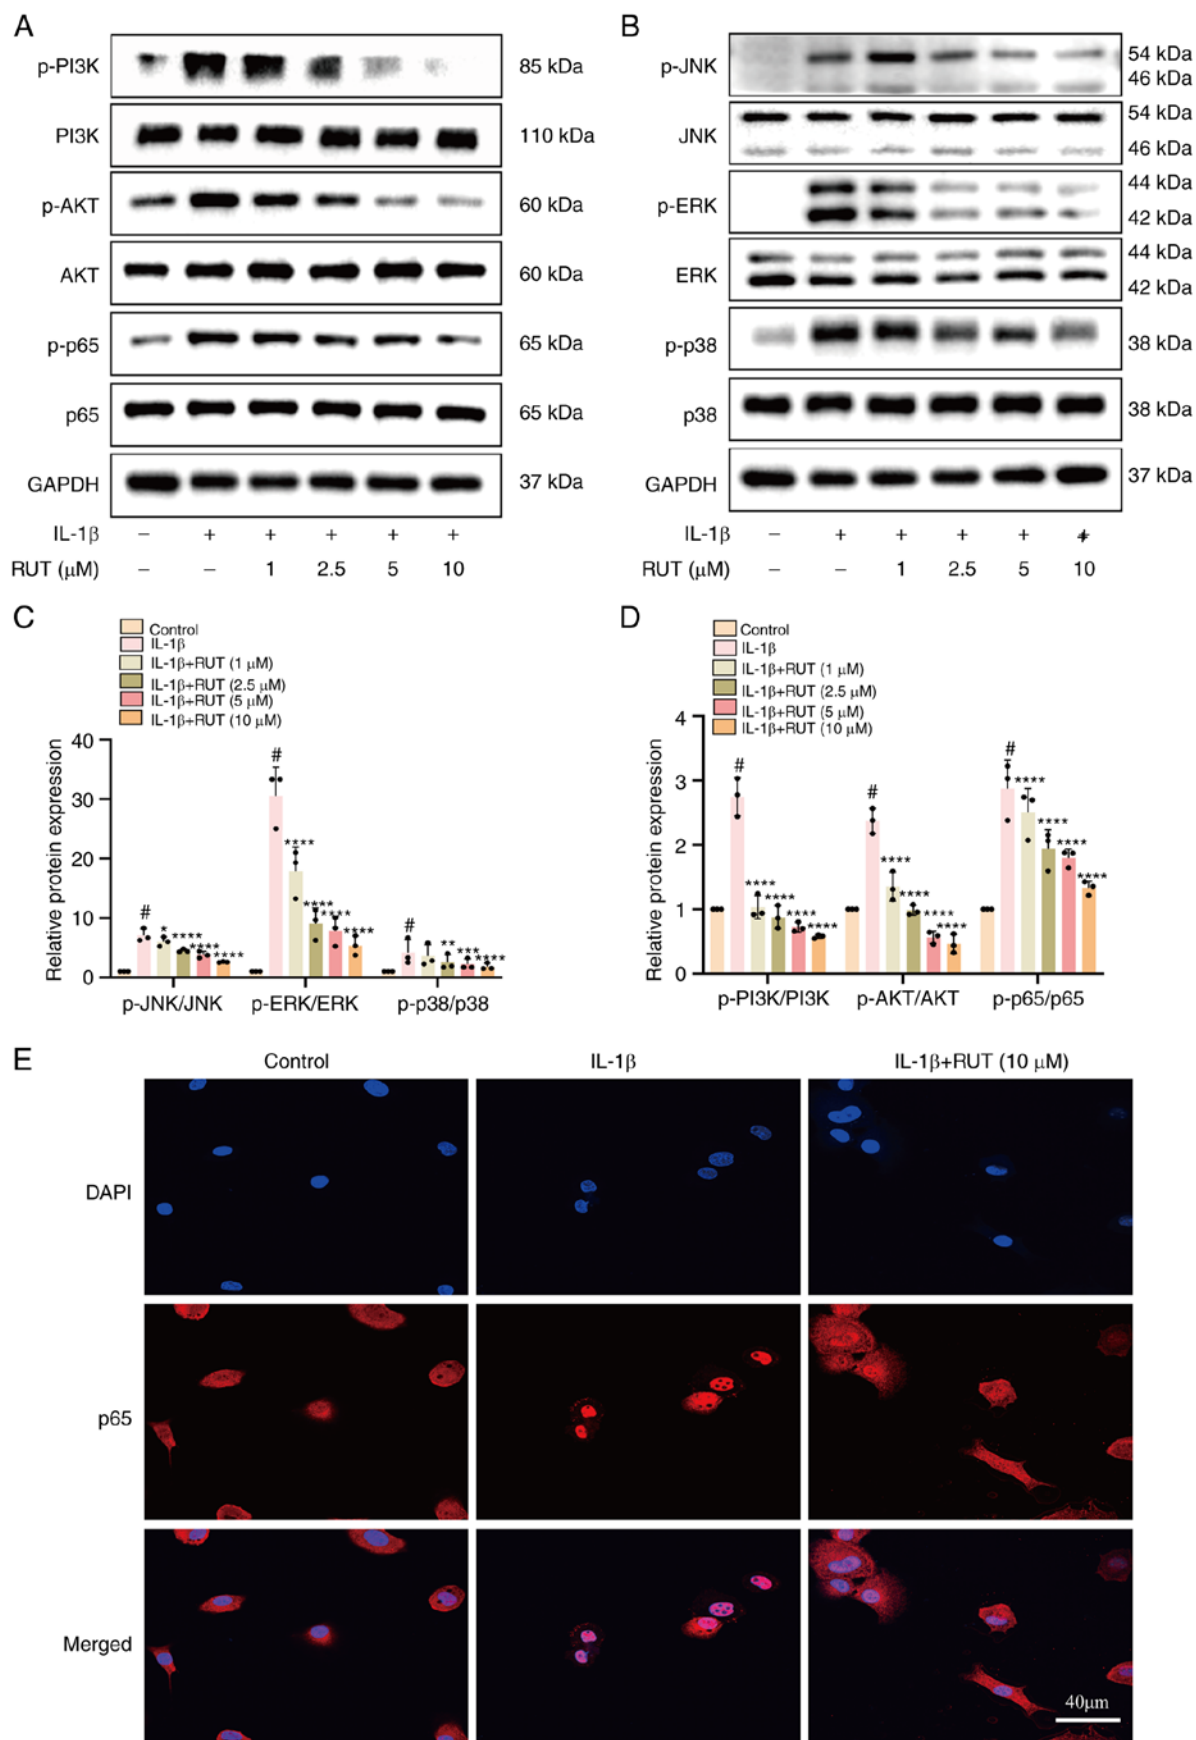 A
p-PI3K 85 kDa
PI3K 110 kDa
p-AKT 60 kDa
AKT 60 kDa
p-p65 65 kDa
p65 65 kDa
GAPDH 37 kDa
IL-1β – + + + + +
RUT (μM) – – 1 2.5 5 10
B
p-JNK 54 kDa
46 kDa
JNK 54 kDa
46 kDa
p-ERK 44 kDa
42 kDa
ERK 44 kDa
42 kDa
p-p38 38 kDa
p38 38 kDa
GAPDH 37 kDa
IL-1β – + + + + +
RUT (μM) – – 1 2.5 5 10
C
Control
IL-1β
IL-1β+RUT (1 μM)
IL-1β+RUT (2.5 μM)
IL-1β+RUT (5 μM)
IL-1β+RUT (10 μM)
Relative protein expression
40
30
20
10
0
# * **** **** ****
# **** **** **** ****
# ** *** ****
p-JNK/JNK p-ERK/ERK p-p38/p38
D
Control
IL-1β
IL-1β+RUT (1 μM)
IL-1β+RUT (2.5 μM)
IL-1β+RUT (5 μM)
IL-1β+RUT (10 μM)
Relative protein expression
4
3
2
1
0
# **** **** **** ****
# **** **** **** ****
# **** **** **** ****
p-PI3K/PI3K p-AKT/AKT p-p65/p65
E
Control IL-1β IL-1β+RUT (10 μM)
DAPI
p65
Merged
40μm